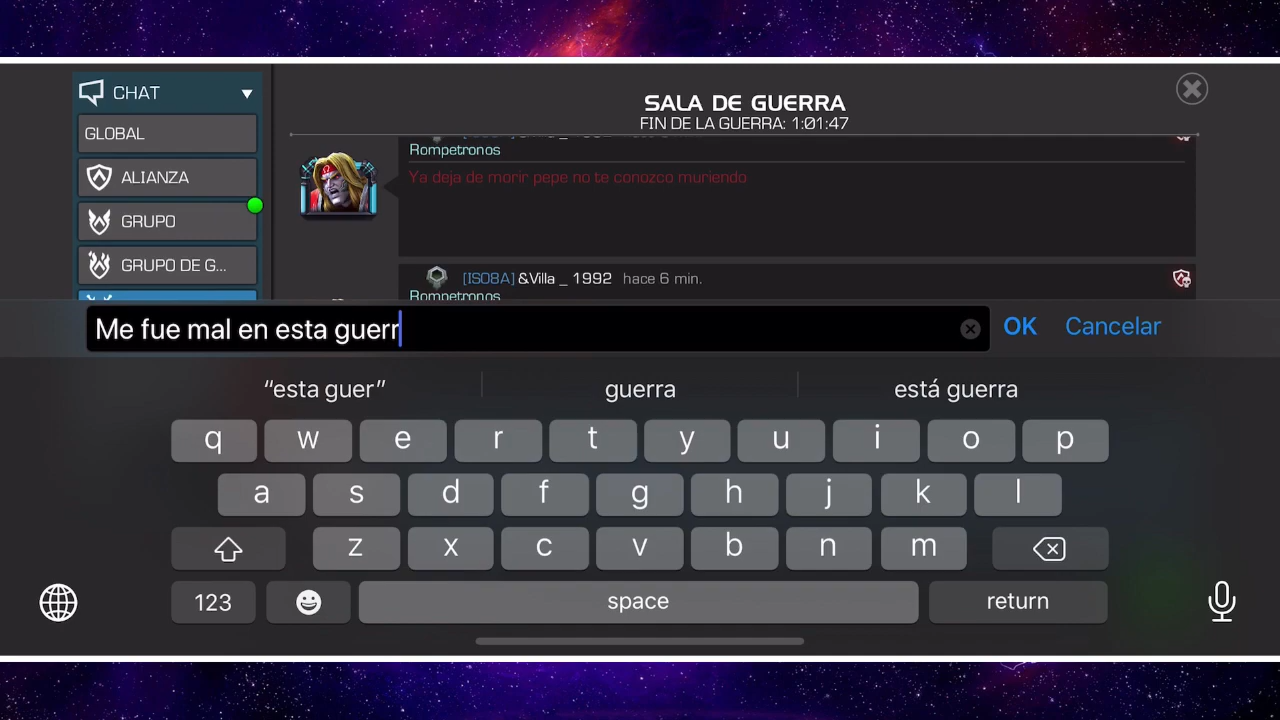 CHAT
GLOBAL
ALIANZA
GRUPO
GRUPO DE G...
SALA DE GUERRA
FIN DE LA GUERRA: 1:01:47
Rompetronos
Ya deja de morir pepe no te conozco muriendo
[ISO8A] &Villa _ 1992 hace 6 min.
Rompetronos
Me fue mal en esta guerr
OK Cancelar
“esta guer” guerra está guerra
q w e r t y u i o p
a s d f g h j k l
z x c v b n m
123 space return